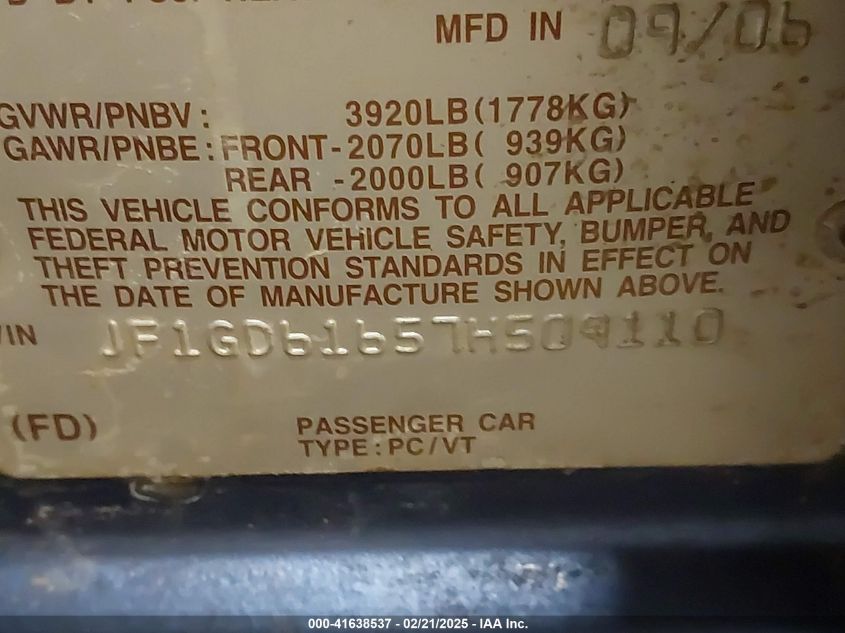 MFD IN 09/06
GVWR/PNBV: 3920LB(1778KG)
GAWR/PNBE:FRONT-2070LB( 939KG)
REAR -2000LB( 907KG)
THIS VEHICLE CONFORMS TO ALL APPLICABLE
FEDERAL MOTOR VEHICLE SAFETY, BUMPER, AND
THEFT PREVENTION STANDARDS IN EFFECT ON
THE DATE OF MANUFACTURE SHOWN ABOVE.
VIN JF1GD61657H509110
(FD) PASSENGER CAR
TYPE:PC/VT
000-41638537 - 02/21/2025 - IAA Inc.